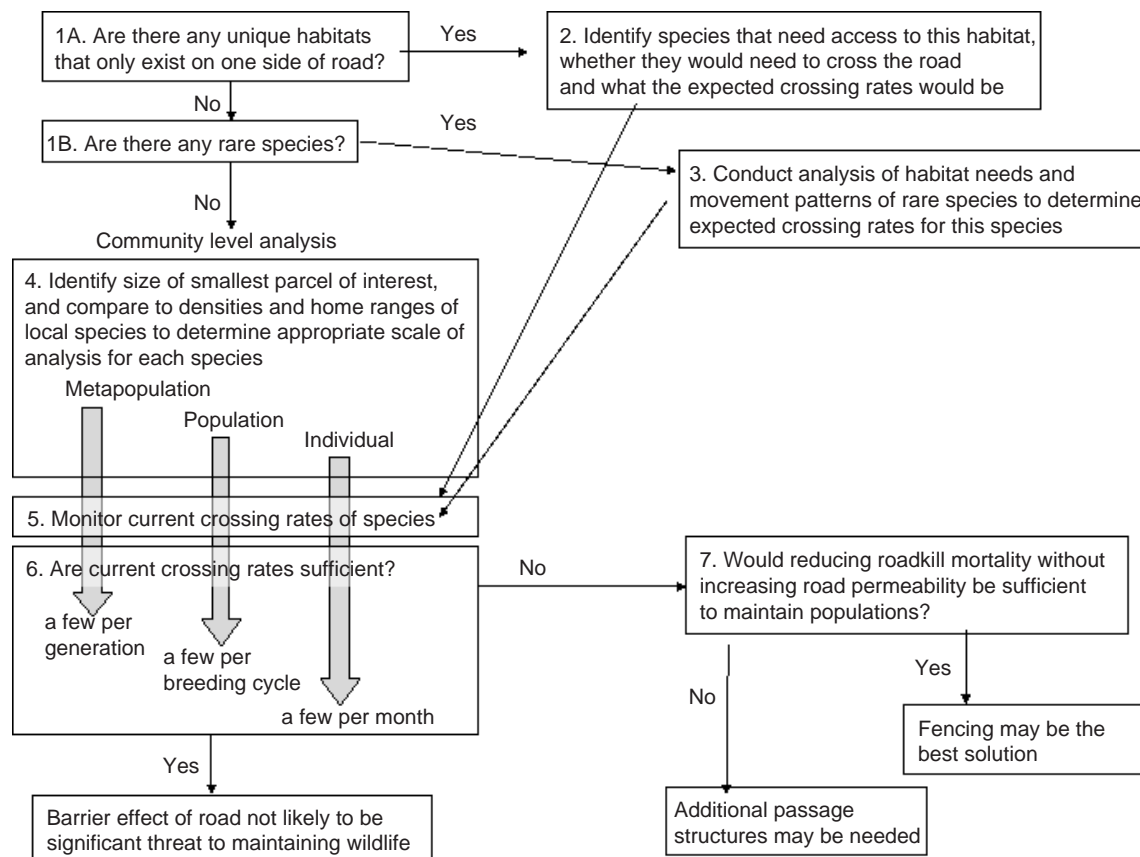 1A. Are there any unique habitats
that only exist on one side of road?
Yes
2. Identify species that need access to this habitat,
whether they would need to cross the road
and what the expected crossing rates would be
No
1B. Are there any rare species?
Yes
3. Conduct analysis of habitat needs and
movement patterns of rare species to determine
expected crossing rates for this species
No
Community level analysis
4. Identify size of smallest parcel of interest,
and compare to densities and home ranges of
local species to determine appropriate scale of
analysis for each species
Metapopulation
Population
Individual
5. Monitor current crossing rates of species
6. Are current crossing rates sufficient?
a few per
generation
a few per
breeding cycle
a few per month
No
7. Would reducing roadkill mortality without
increasing road permeability be sufficient
to maintain populations?
Yes
Barrier effect of road not likely to be
significant threat to maintaining wildlife
No
Additional passage
structures may be needed
Yes
Fencing may be the
best solution